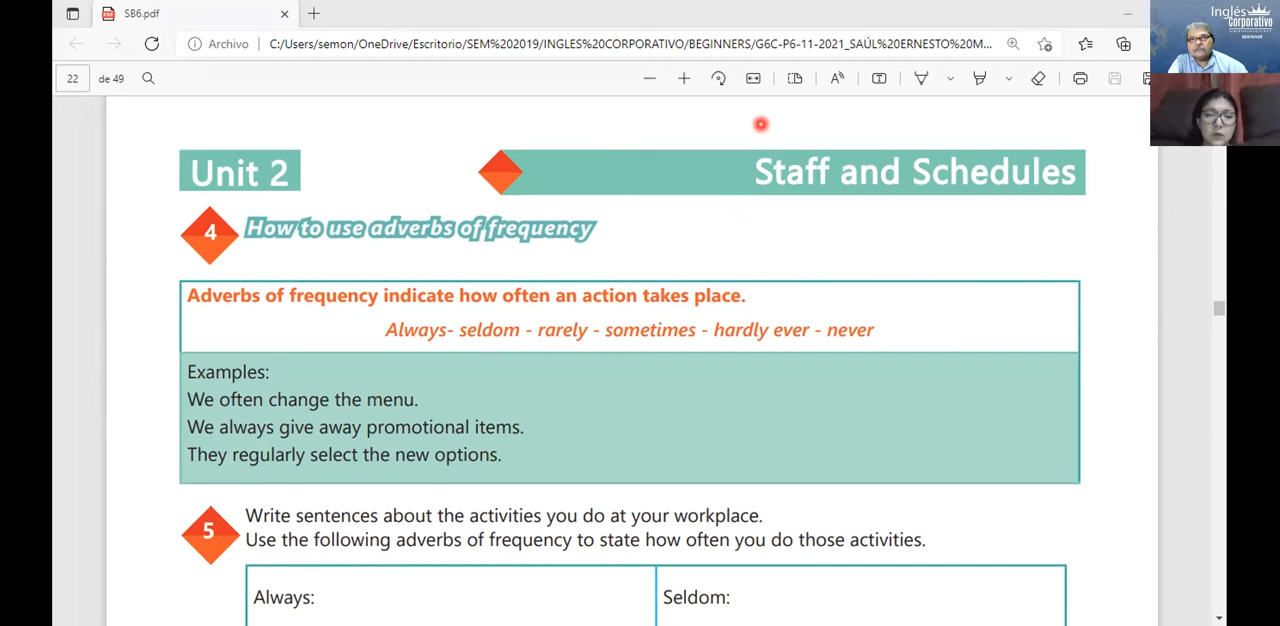 SB6.pdf
Archivo
C:/Users/semon/OneDrive/Escritorio/SEM%202019/INGLES%20CORPORATIVO/BEGINNERS/G6C-P6-11-2021_SAÚL%20ERNESTO%20M...
22
de 49
Inglés
Corporativo
BEGINNER
Unit 2
Staff and Schedules
4
How to use adverbs of frequency
Adverbs of frequency indicate how often an action takes place.
Always- seldom - rarely - sometimes - hardly ever - never
Examples:
We often change the menu.
We always give away promotional items.
They regularly select the new options.
5
Write sentences about the activities you do at your workplace.
Use the following adverbs of frequency to state how often you do those activities.
Always:
Seldom: